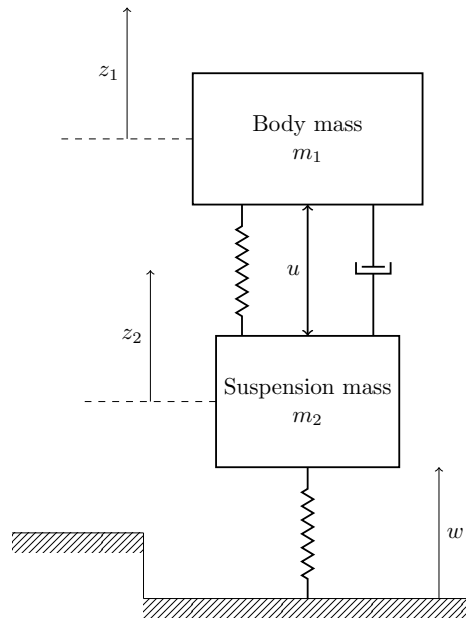 z₁
Body mass
m₁
u
z₂
Suspension mass
m₂
w